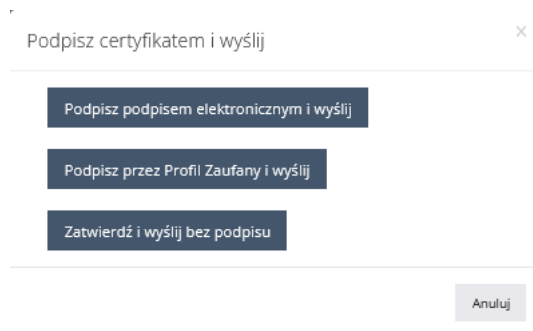 Podpisz certyfikatem i wyślij
×
Podpisz podpisem elektronicznym i wyślij
Podpisz przez Profil Zaufany i wyślij
Zatwierdź i wyślij bez podpisu
Anuluj